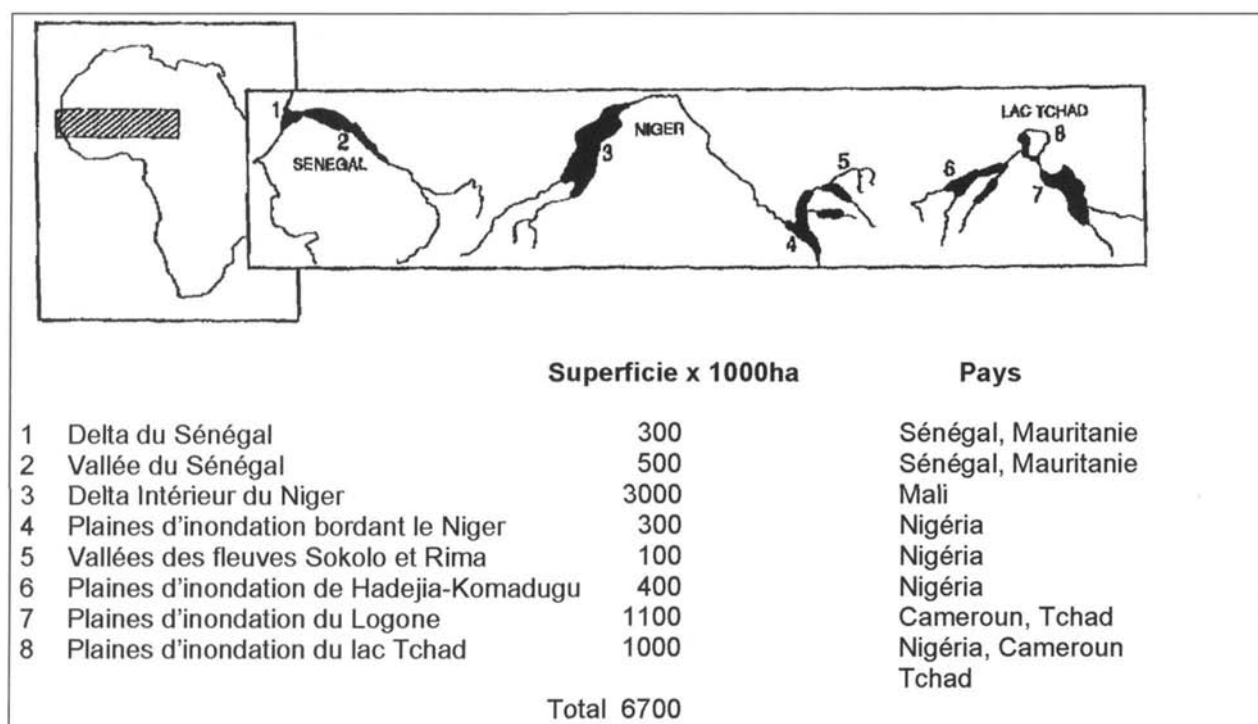 LAC TCHAD
1
8
NIGER
2
3
5
6
SENEGAL
7
4
Superficie x 1000ha Pays
1 Delta du Sénégal 300 Sénégal, Mauritanie
2 Vallée du Sénégal 500 Sénégal, Mauritanie
3 Delta Intérieur du Niger 3000 Mali
4 Plaines d'inondation bordant le Niger 300 Nigéria
5 Vallées des fleuves Sokolo et Rima 100 Nigéria
6 Plaines d'inondation de Hadejia-Komadugu 400 Nigéria
7 Plaines d'inondation du Logone 1100 Cameroun, Tchad
8 Plaines d'inondation du lac Tchad 1000 Nigéria, Cameroun
Tchad
Total 6700